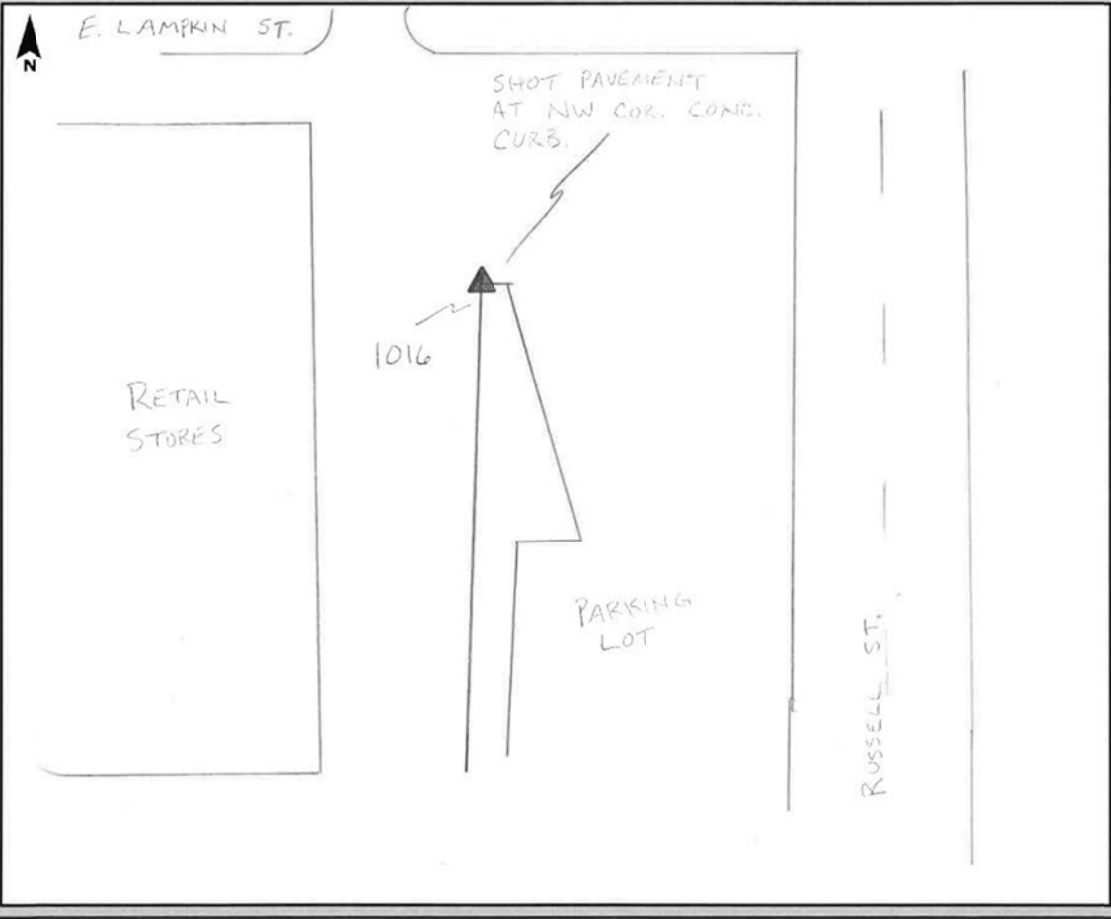 E. LAMPKIN ST.
N
SHOT PAVEMENT
AT NW COR. CONC.
CURB.
1016
RETAIL
STORES
PARKING
LOT
RUSSELL ST.